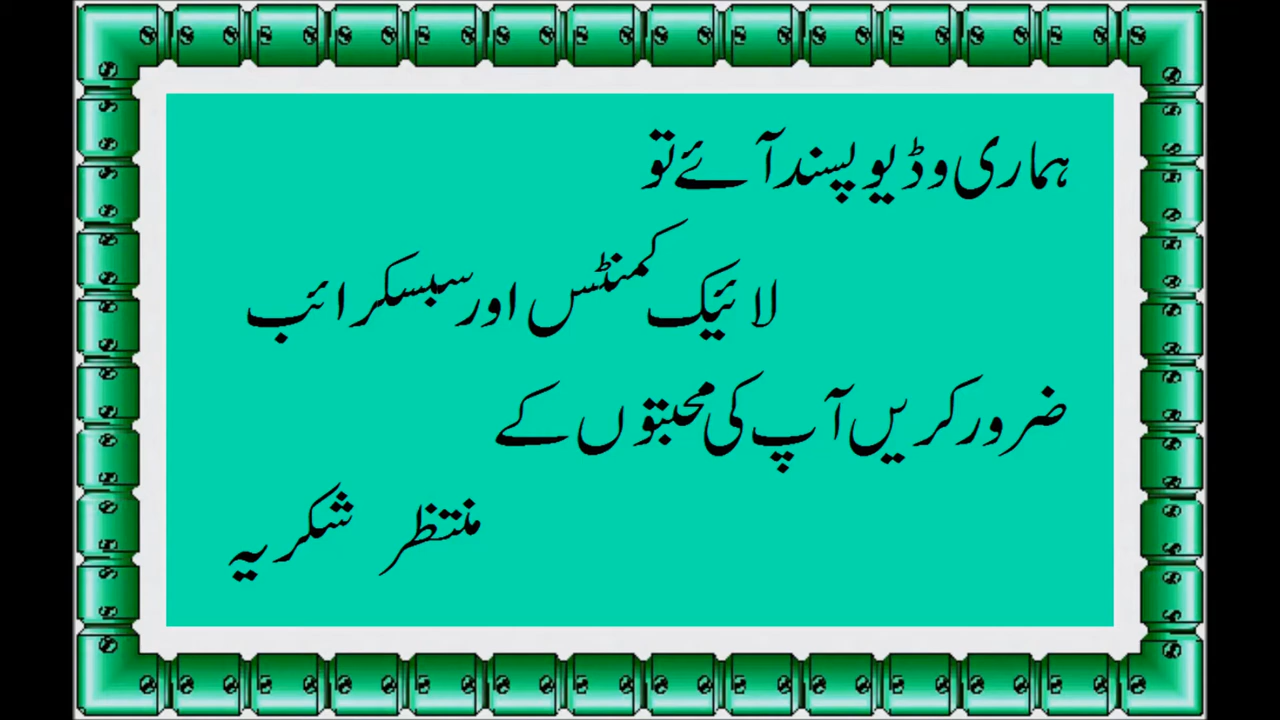 ہماری وڈیو پسند آئے تو
لائیک کمنٹس اور سبسکرائب
ضرور کریں آپ کی محبتوں کے
منتظر شکریہ